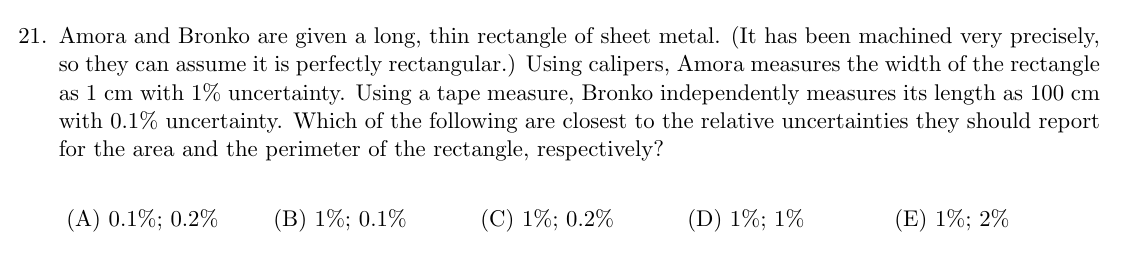 21. Amora and Bronko are given a long, thin rectangle of sheet metal. (It has been machined very precisely,
so they can assume it is perfectly rectangular.) Using calipers, Amora measures the width of the rectangle
as 1 cm with 1% uncertainty. Using a tape measure, Bronko independently measures its length as 100 cm
with 0.1% uncertainty. Which of the following are closest to the relative uncertainties they should report
for the area and the perimeter of the rectangle, respectively?
(A) 0.1%; 0.2% (B) 1%; 0.1% (C) 1%; 0.2% (D) 1%; 1% (E) 1%; 2%